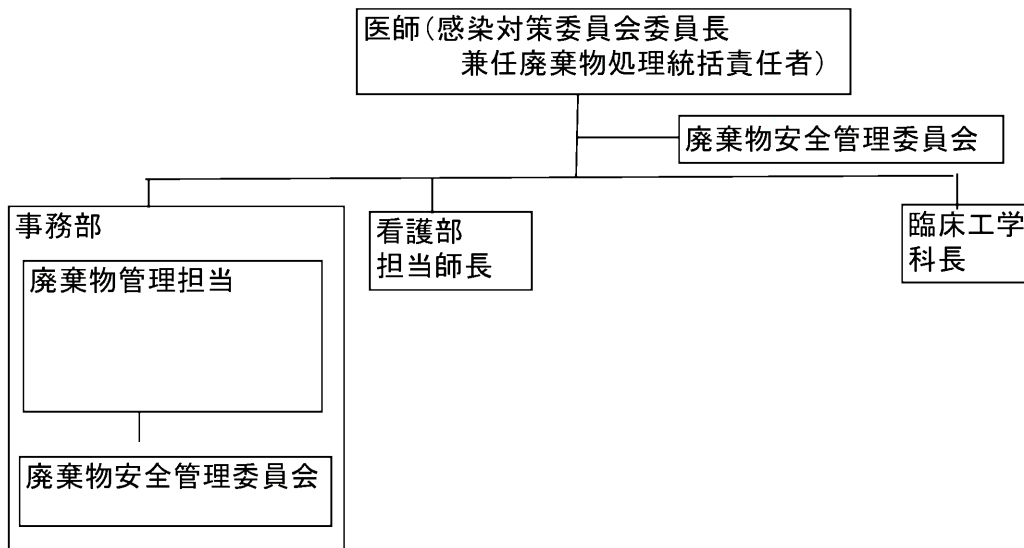 医師（感染対策委員会委員長
兼任廃棄物処理統括責任者）
廃棄物安全管理委員会
事務部
廃棄物管理担当
廃棄物安全管理委員会
看護部
担当師長
臨床工学
科長